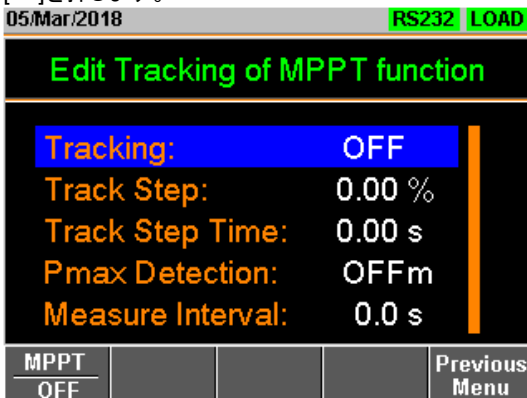 05/Mar/2018 RS232 LOAD
Edit Tracking of MPPT function
Tracking: OFF
Track Step: 0.00 %
Track Step Time: 0.00 s
Pmax Detection: OFFm
Measure Interval: 0.0 s
MPPT
OFF
Previous
Menu